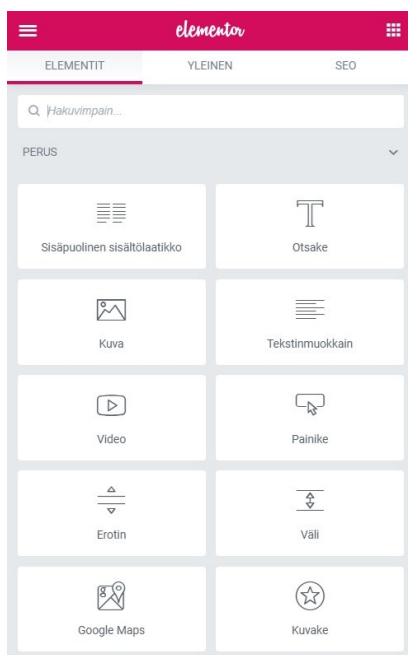 elementor
ELEMENTIT YLEINEN SEO
Hakuvimpain...
PERUS
Sisäpuolinen sisältölaatikko Otsake
Kuva Tekstinmuokkain
Video Painike
Erotin Väli
Google Maps Kuvake